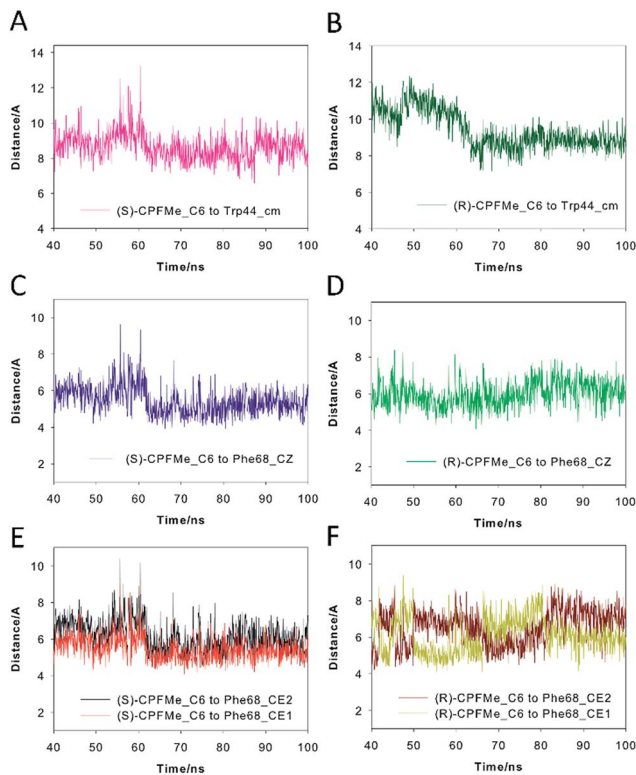 A
14
12
10
8
6
4
Distance/A
(S)-CPFMe_C6 to Trp44_cm
40 50 60 70 80 90 100
Time/ns
B
14
12
10
8
6
4
Distance/A
(R)-CPFMe_C6 to Trp44_cm
40 50 60 70 80 90 100
Time/ns
C
10
8
6
4
2
Distance/A
(S)-CPFMe_C6 to Phe68_CZ
40 50 60 70 80 90 100
Time/ns
D
10
8
6
4
2
Distance/A
(R)-CPFMe_C6 to Phe68_CZ
40 50 60 70 80 90 100
Time/ns
E
10
8
6
4
2
Distance/A
(S)-CPFMe_C6 to Phe68_CE2
(S)-CPFMe_C6 to Phe68_CE1
40 50 60 70 80 90 100
Time/ns
F
10
8
6
4
2
Distance/A
(R)-CPFMe_C6 to Phe68_CE2
(R)-CPFMe_C6 to Phe68_CE1
40 50 60 70 80 90 100
Time/ns